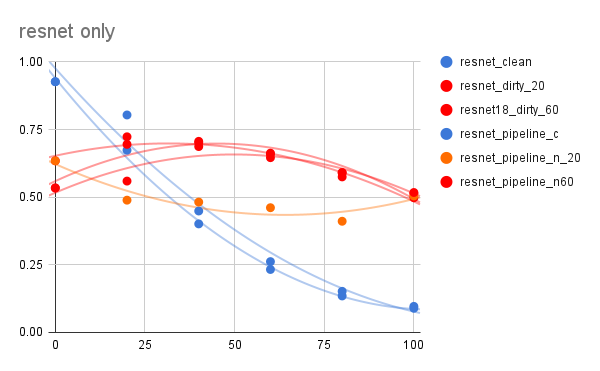 resnet only
1.00
0.75
0.50
0.25
0.00
0
25
50
75
100
resnet_clean
resnet_dirty_20
resnet18_dirty_60
resnet_pipeline_c
resnet_pipeline_n_20
resnet_pipeline_n60